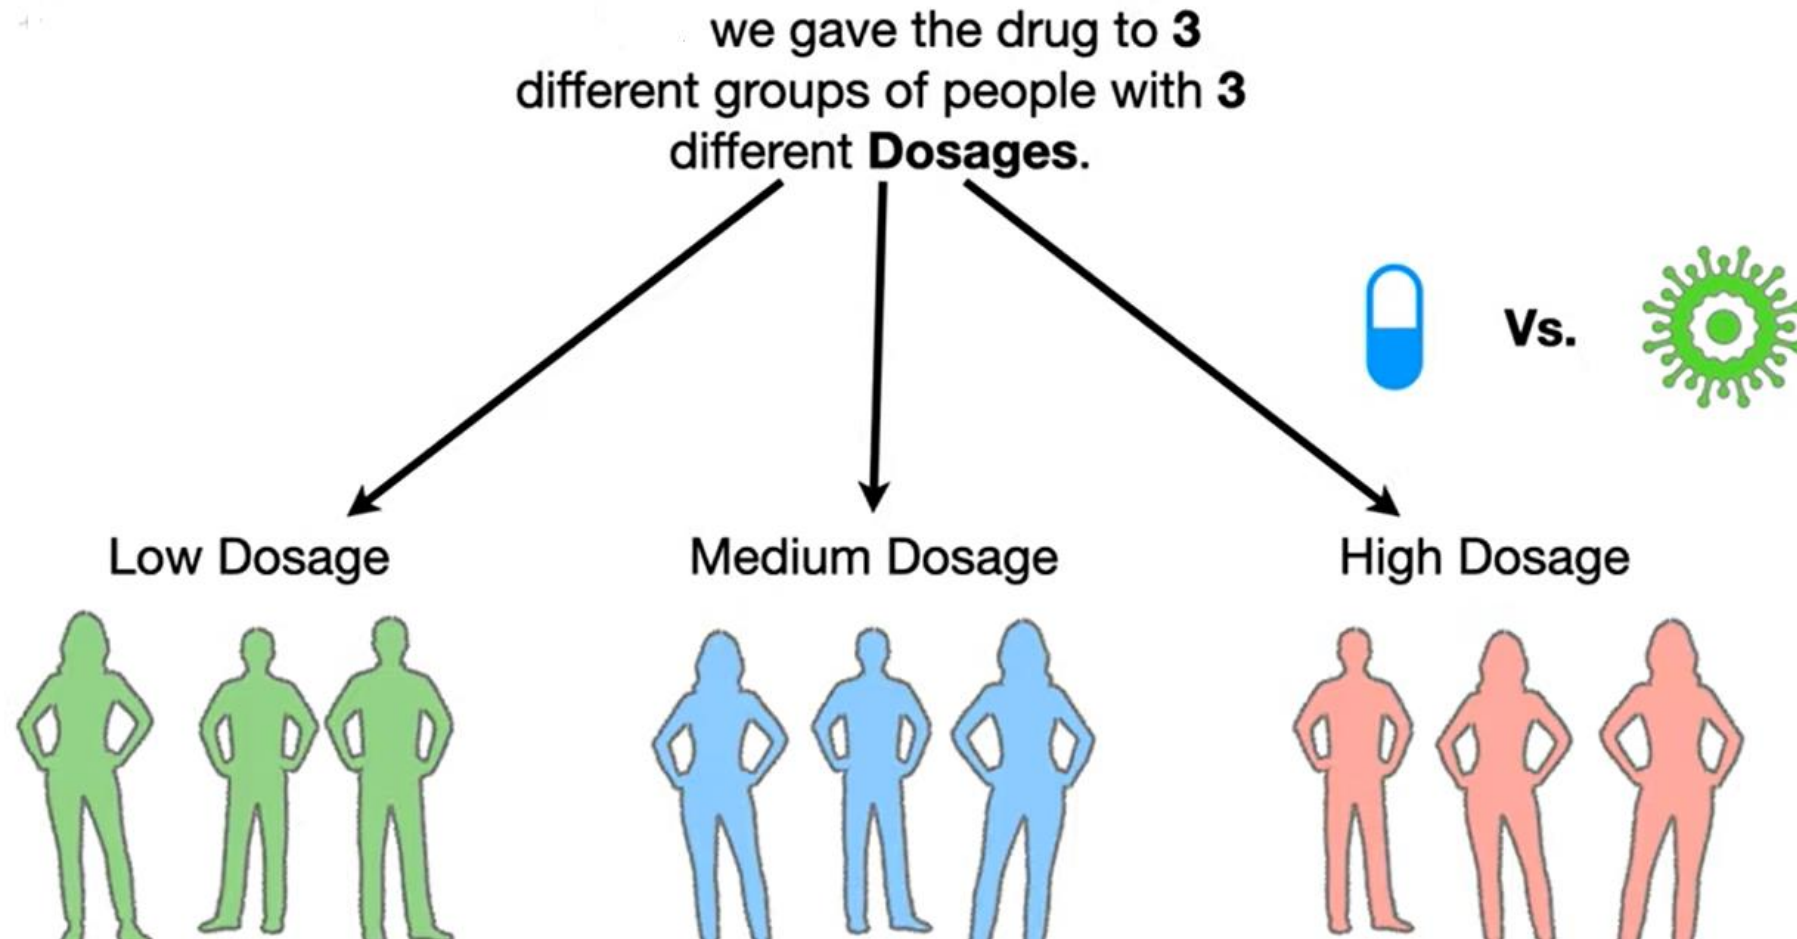 we gave the drug to 3
different groups of people with 3
different Dosages.
Vs.
Low Dosage
Medium Dosage
High Dosage